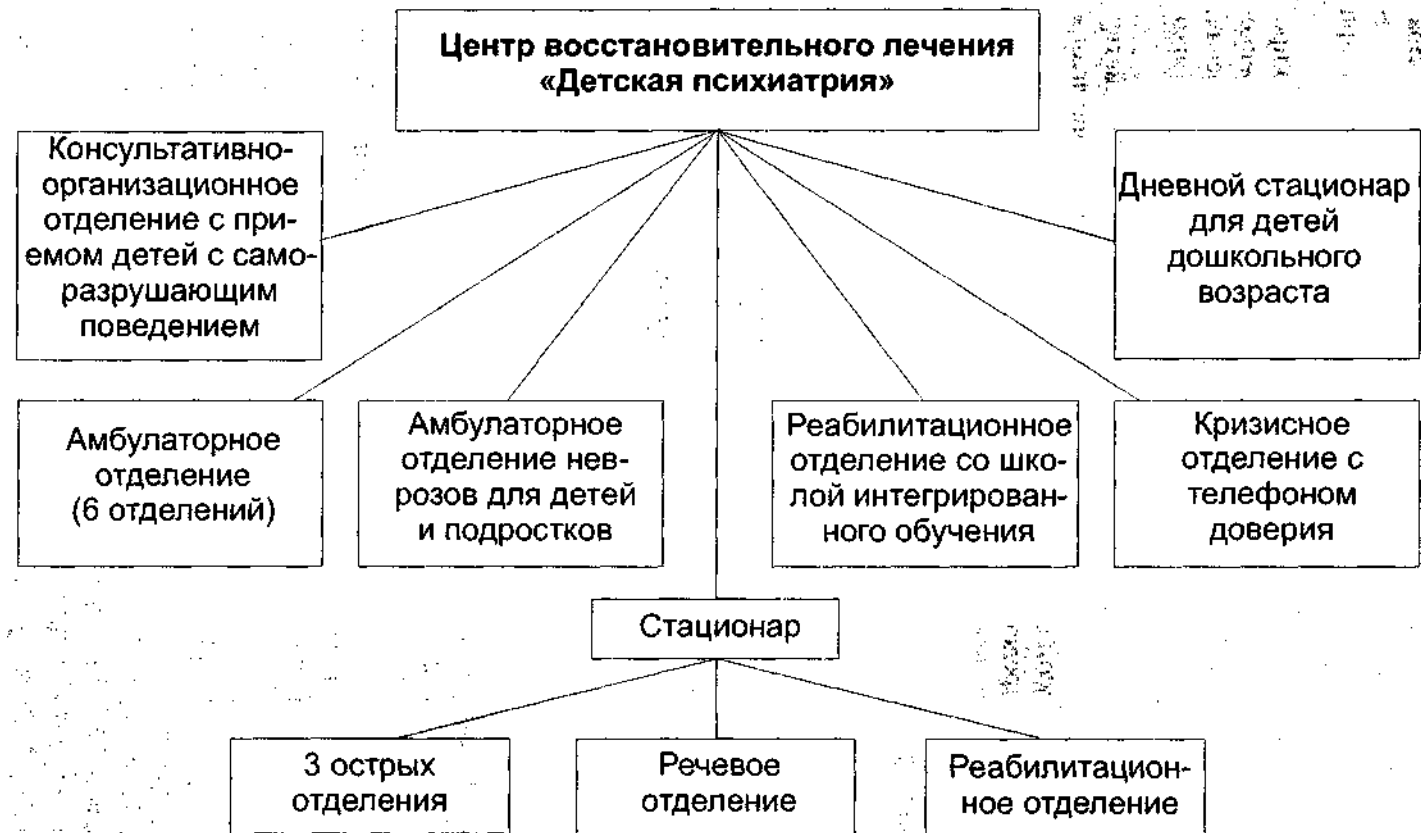 Центр восстановительного лечения
«Детская психиатрия»
Консультативно-
организационное
отделение с при-
емом детей с само-
разрушающим
поведением
Дневной стационар
для детей
дошкольного
возраста
Амбулаторное
отделение
(6 отделений)
Амбулаторное
отделение нев-
розов для детей
и подростков
Реабилитационное
отделение со шко-
лой интегрирован-
ного обучения
Кризисное
отделение с
телефоном
доверия
Стационар
3 острых
отделения
Речевое
отделение
Реабилитацион-
ное отделение